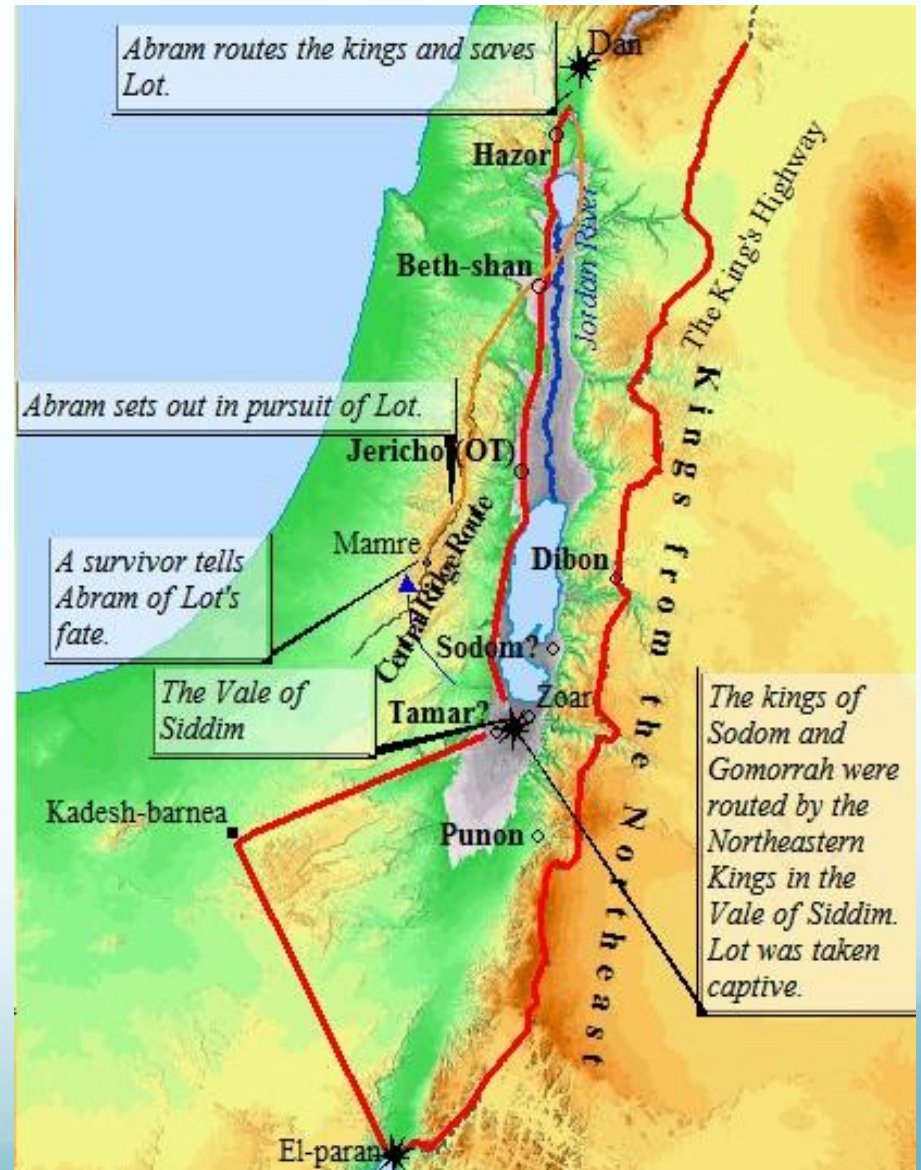 Abram routes the kings and saves
Lot.
Dan
Hazor
Jordan River
The King's Highway
Beth-shan
Kings from the Northeast
Abram sets out in pursuit of Lot.
Jericho (OT)
Mamre
Central Ridge Route
A survivor tells
Abram of Lot's
fate.
Dibon
Sodom?
The Vale of
Siddim
Zoar
Tamar?
The kings of
Sodom and
Gomorrah were
routed by the
Northeastern
Kings in the
Vale of Siddim.
Lot was taken
captive.
Kadesh-barnea
Punon
El-paran